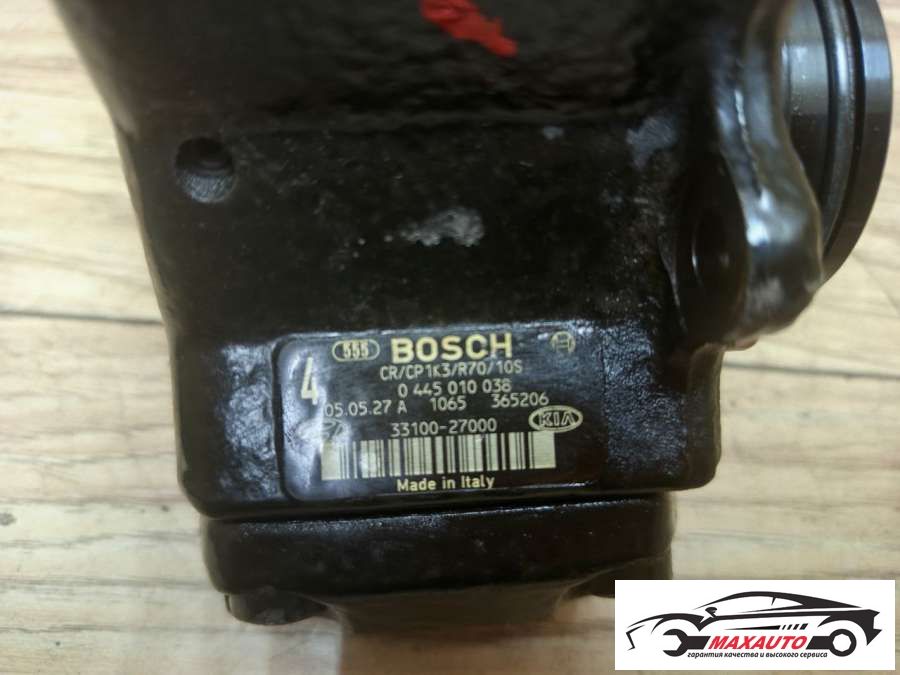 555 BOSCH
CR/CP1K3/R70/10S
4
0 445 010 038
05.05.27 A 1065 365206
33100-27000 KIA
Made in Italy
MAXAUTO
гарантия качества и высокого сервиса